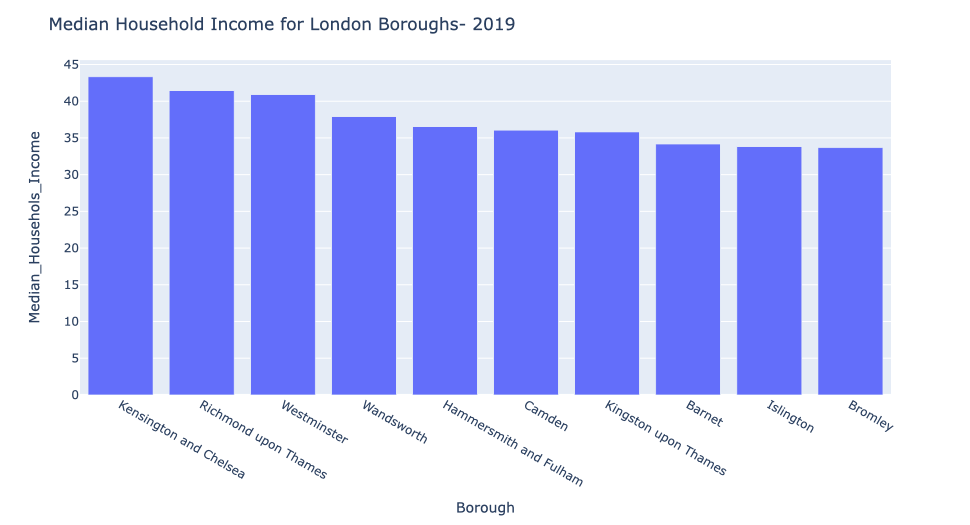 Median Household Income for London Boroughs- 2019
Median_Househols_Income
45
40
35
30
25
20
15
10
5
0
Kensington and Chelsea
Richmond upon Thames
Westminster
Wandsworth
Hammersmith and Fulham
Camden
Kingston upon Thames
Barnet
Islington
Bromley
Borough